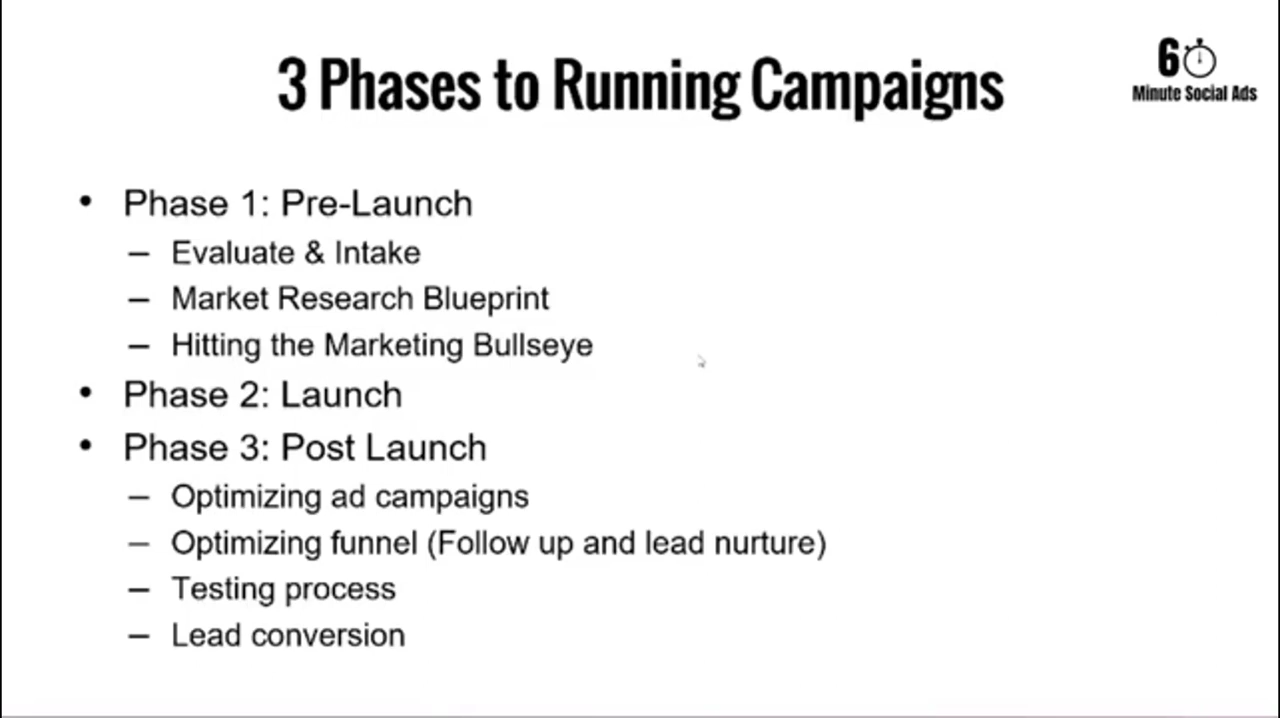 3 Phases to Running Campaigns
60
Minute Social Ads
• Phase 1: Pre-Launch
– Evaluate & Intake
– Market Research Blueprint
– Hitting the Marketing Bullseye
• Phase 2: Launch
• Phase 3: Post Launch
– Optimizing ad campaigns
– Optimizing funnel (Follow up and lead nurture)
– Testing process
– Lead conversion